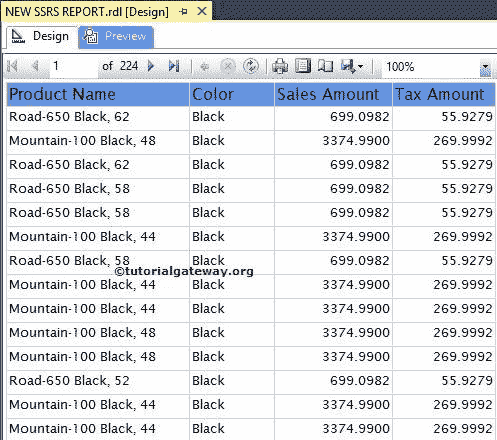 NEW SSRS REPORT.rdl [Design]
Design Preview
1 of 224 100%
Product Name Color Sales Amount Tax Amount
Road-650 Black, 62 Black 699.0982 55.9279
Mountain-100 Black, 48 Black 3374.9900 269.9992
Road-650 Black, 62 Black 699.0982 55.9279
Road-650 Black, 58 Black 699.0982 55.9279
Road-650 Black, 58 Black 699.0982 55.9279
Mountain-100 Black, 44 Black 3374.9900 269.9992
Road-650 Black, 58 Black 699.0982 55.9279
©tutorialgateway.org
Mountain-100 Black, 44 Black 3374.9900 269.9992
Mountain-100 Black, 44 Black 3374.9900 269.9992
Mountain-100 Black, 48 Black 3374.9900 269.9992
Mountain-100 Black, 48 Black 3374.9900 269.9992
Road-650 Black, 52 Black 699.0982 55.9279
Mountain-100 Black, 44 Black 3374.9900 269.9992
Mountain-100 Black, 44 Black 3374.9900 269.9992